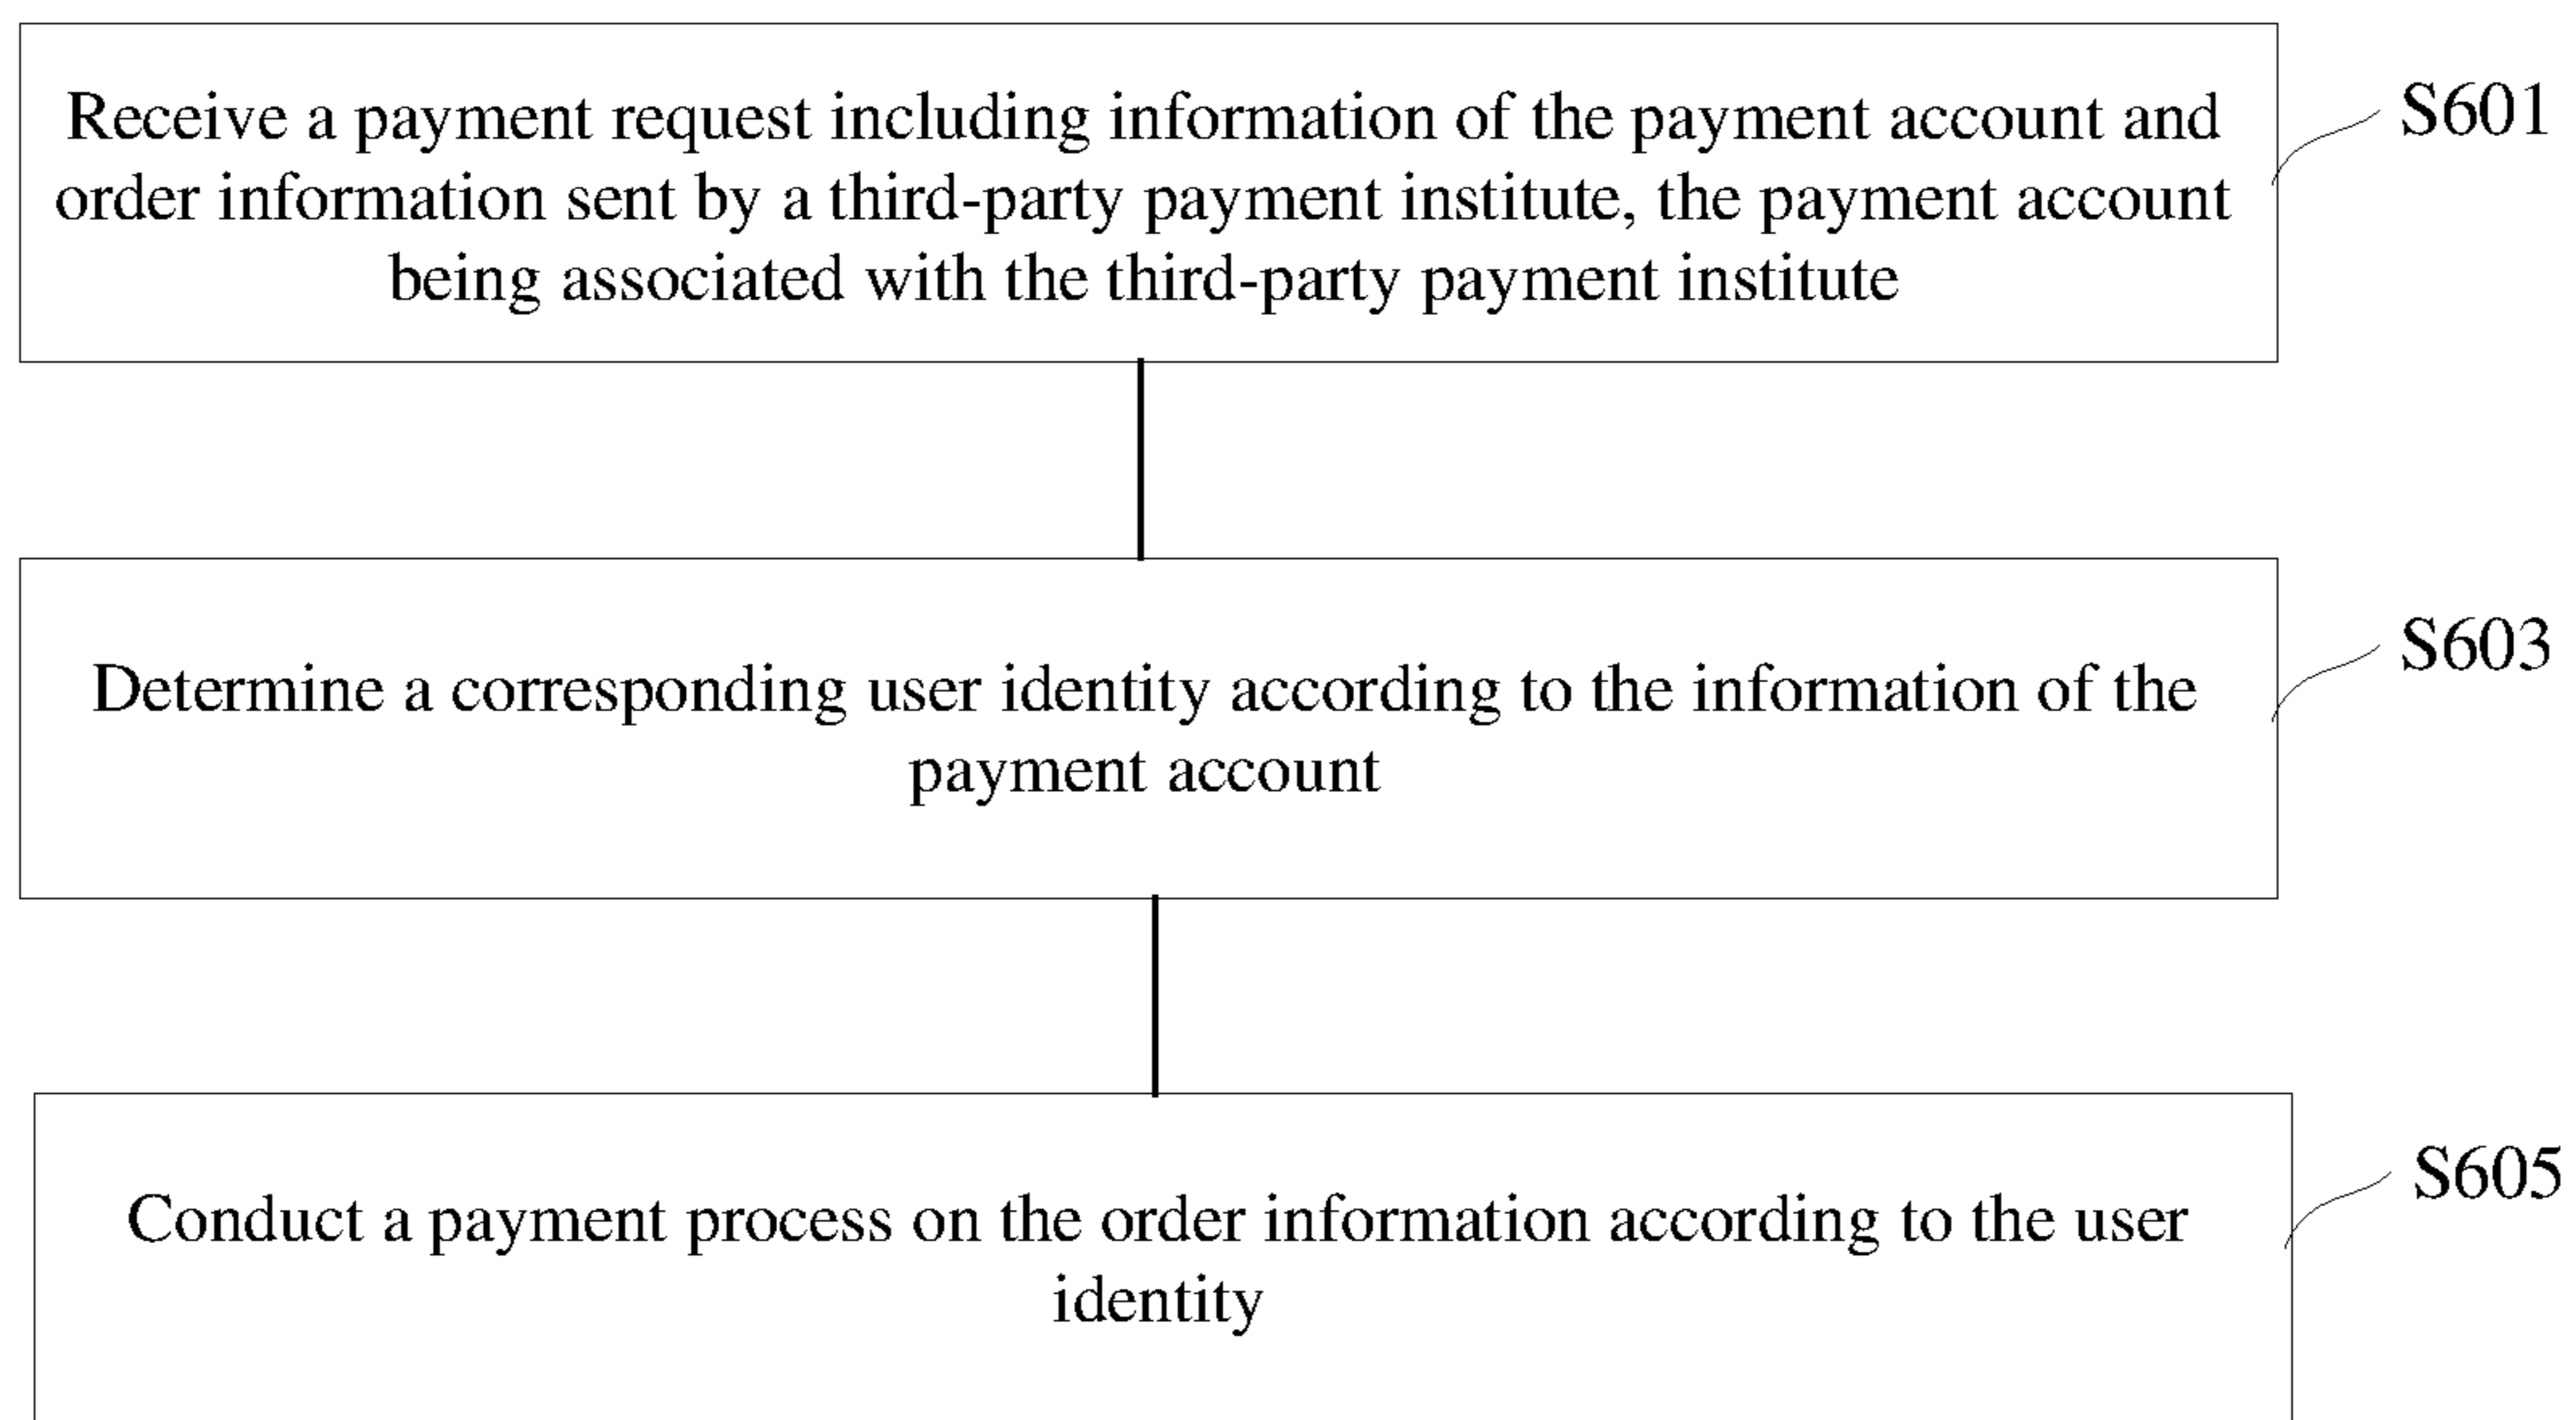 Receive a payment request including information of the payment account and
order information sent by a third-party payment institute, the payment account
being associated with the third-party payment institute
S601
Determine a corresponding user identity according to the information of the
payment account
S603
Conduct a payment process on the order information according to the user
identity
S605